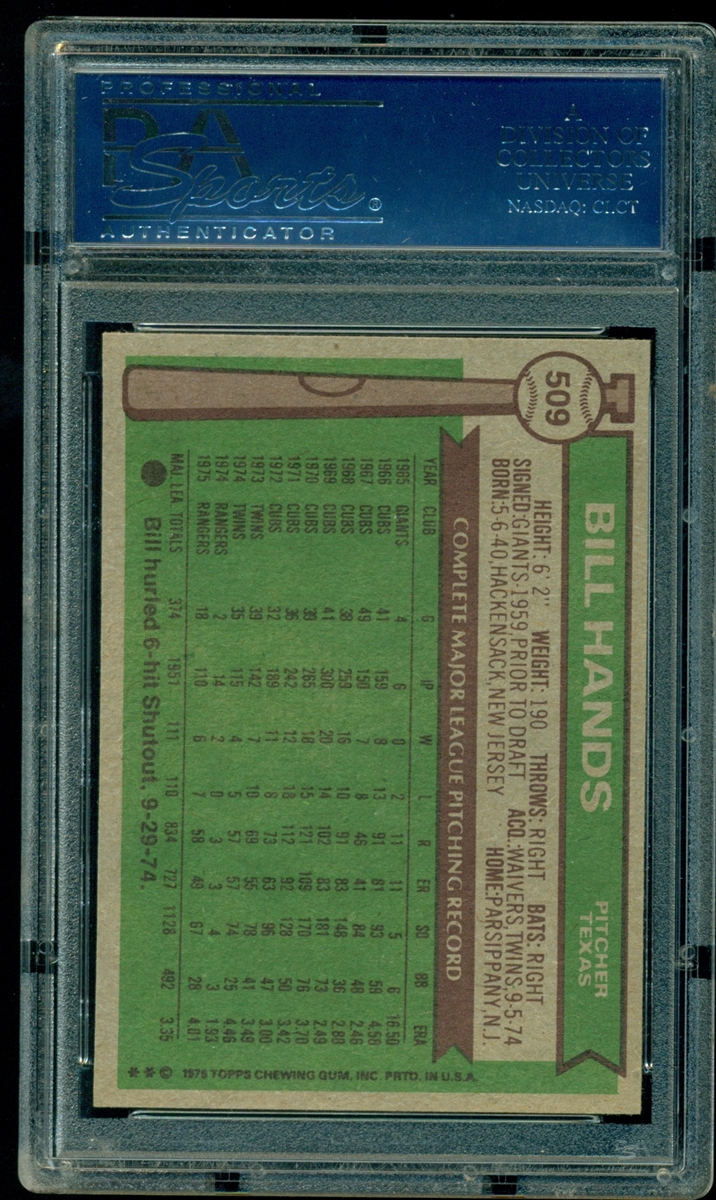 PROFESSIONAL
PSA
Sports®
AUTHENTICATOR
A
DIVISION OF
COLLECTORS
UNIVERSE
NASDAQ: CLCT
509
BILL HANDS
PITCHER
TEXAS
HEIGHT: 6' 2" WEIGHT: 190 THROWS: RIGHT BATS: RIGHT
SIGNED: GIANTS-1959, PRIOR TO DRAFT ACQ.: WAIVERS, TWINS, 9-5-74
BORN: 5-6-40, HACKENSACK, NEW JERSEY HOME: PARSIPPANY, N.J.
COMPLETE MAJOR LEAGUE PITCHING RECORD
YEAR CLUB G IP W L R ER SO BB ERA
1965 GIANTS 4 6 0 2 11 11 5 6 16.50
1966 CUBS 41 159 8 13 91 81 93 59 4.58
1967 CUBS 49 150 7 8 46 41 84 48 2.46
1968 CUBS 38 259 16 10 91 83 148 36 2.88
1969 CUBS 41 300 20 14 102 83 181 73 2.49
1970 CUBS 39 265 18 15 121 109 170 76 3.70
1971 CUBS 36 242 12 18 112 92 128 50 3.42
1972 CUBS 32 189 11 8 73 63 96 47 3.00
1973 TWINS 39 142 7 10 69 55 78 41 3.49
1974 TWINS 35 115 4 5 57 57 74 25 4.46
1974 RANGERS 2 14 2 0 3 3 4 3 1.93
1975 RANGERS 18 110 6 7 58 49 67 28 4.01
MAJ. LEA. TOTALS 374 1951 111 110 834 727 1128 492 3.35
Bill hurled 6-hit Shutout, 9-29-74.
**© 1976 TOPPS CHEWING GUM, INC. PRTD. IN U.S.A.